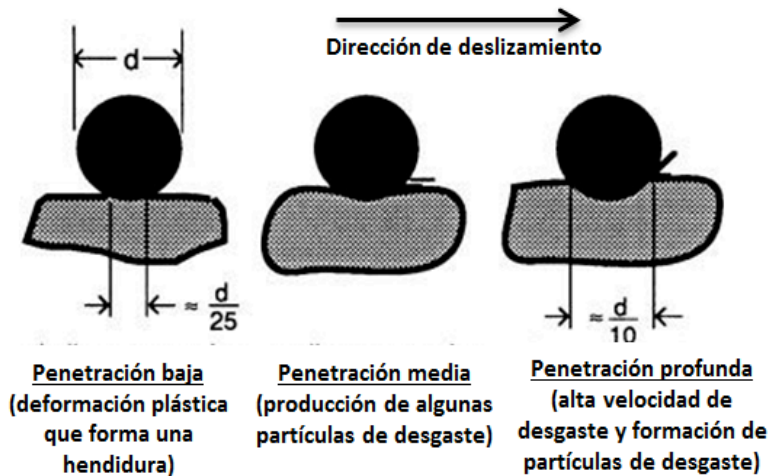 Dirección de deslizamiento
d
≈ d/25
≈ d/10
Penetración baja
(deformación plástica
que forma una
hendidura)
Penetración media
(producción de algunas
partículas de desgaste)
Penetración profunda
(alta velocidad de
desgaste y formación de
partículas de desgaste)